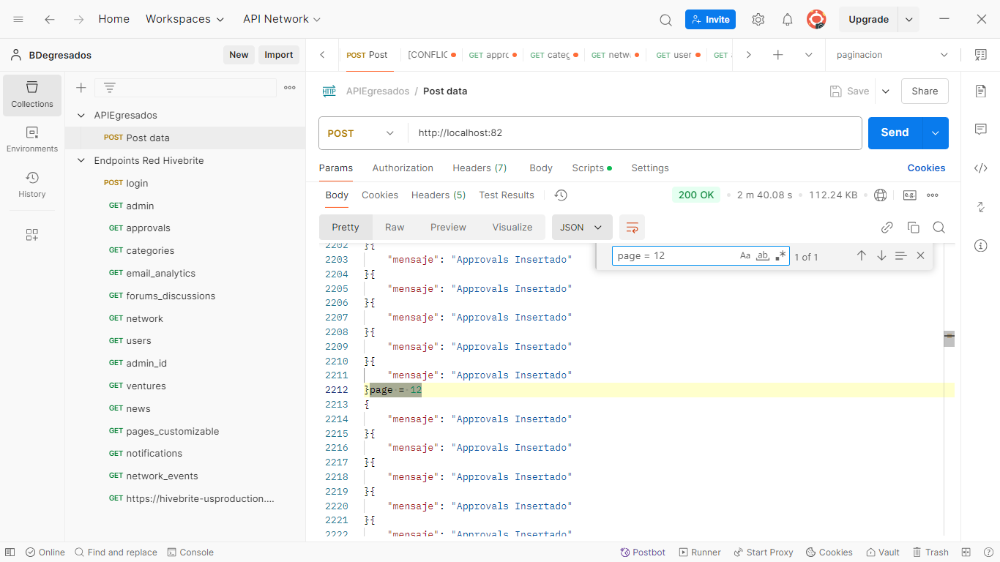 Home Workspaces API Network Invite Upgrade
BDegresados New Import
POST Post [CONFLIC GET appro GET categ GET netw GET user GET paginacion
Collections
Environments
History
APIEgresados
POST Post data
Endpoints Red Hivebrite
POST login
GET admin
GET approvals
GET categories
GET email_analytics
GET forums_discussions
GET network
GET users
GET admin_id
GET ventures
GET news
GET pages_customizable
GET notifications
GET network_events
GET https://hivebrite-usproduction....
HTTP APIEgresados / Post data Save Share
POST http://localhost:82 Send
Params Authorization Headers (7) Body Scripts Settings Cookies
Body Cookies Headers (5) Test Results 200 OK 2 m 40.08 s 112.24 KB e.g.
Pretty Raw Preview Visualize JSON
page = 12 Aa ab 1 of 1
2202 }{
2203 "mensaje": "Approvals Insertado"
2204 }{
2205 "mensaje": "Approvals Insertado"
2206 }{
2207 "mensaje": "Approvals Insertado"
2208 }{
2209 "mensaje": "Approvals Insertado"
2210 }{
2211 "mensaje": "Approvals Insertado"
2212 }page = 12
2213 {
2214 "mensaje": "Approvals Insertado"
2215 }{
2216 "mensaje": "Approvals Insertado"
2217 }{
2218 "mensaje": "Approvals Insertado"
2219 }{
2220 "mensaje": "Approvals Insertado"
2221 }{
2222 "mensaje": "Approvals Insertado"
Online Find and replace Console Postbot Runner Start Proxy Cookies Vault Trash